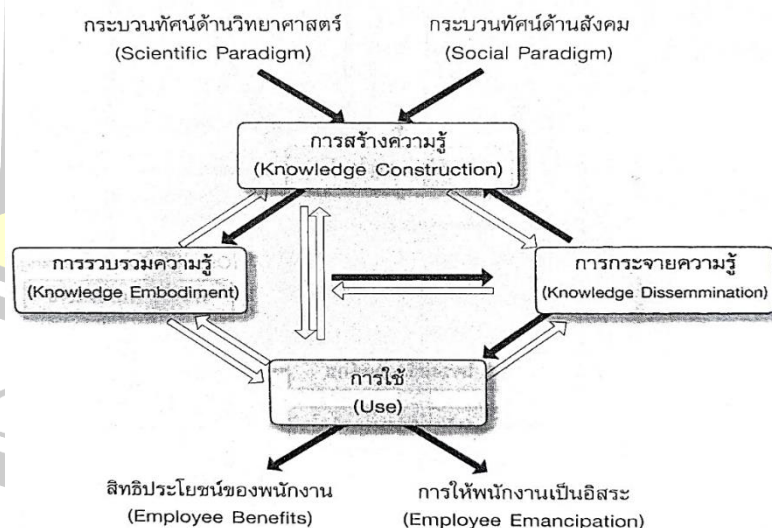 กระบวนทัศน์ด้านวิทยาศาสตร์
(Scientific Paradigm)
กระบวนทัศน์ด้านสังคม
(Social Paradigm)
การสร้างความรู้
(Knowledge Construction)
การรวบรวมความรู้
(Knowledge Embodiment)
การกระจายความรู้
(Knowledge Dissemmination)
การใช้
(Use)
สิทธิประโยชน์ของพนักงาน
(Employee Benefits)
การให้พนักงานเป็นอิสระ
(Employee Emancipation)